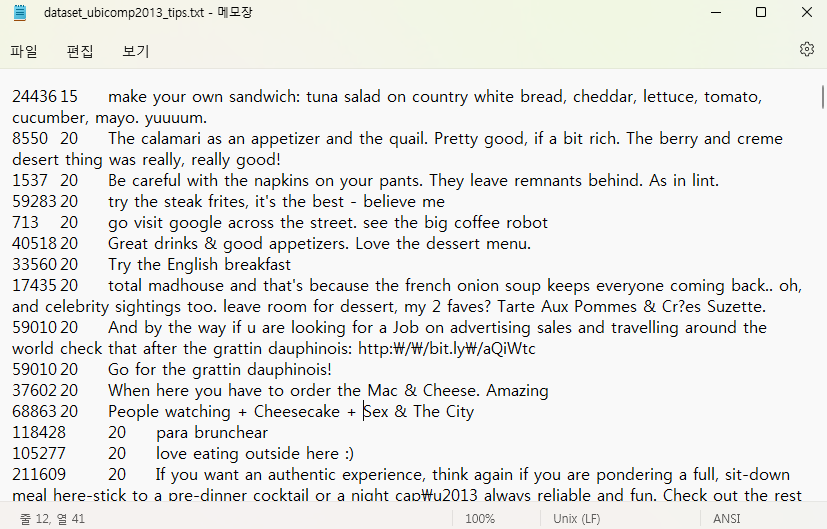 dataset_ubicomp2013_tips.txt - 메모장
파일 편집 보기
24436 15 make your own sandwich: tuna salad on country white bread, cheddar, lettuce, tomato,
cucumber, mayo. yuuuum.
8550 20 The calamari as an appetizer and the quail. Pretty good, if a bit rich. The berry and creme
desert thing was really, really good!
1537 20 Be careful with the napkins on your pants. They leave remnants behind. As in lint.
59283 20 try the steak frites, it's the best - believe me
713 20 go visit google across the street. see the big coffee robot
40518 20 Great drinks & good appetizers. Love the dessert menu.
33560 20 Try the English breakfast
17435 20 total madhouse and that's because the french onion soup keeps everyone coming back.. oh,
and celebrity sightings too. leave room for dessert, my 2 faves? Tarte Aux Pommes & Cr?es Suzette.
59010 20 And by the way if u are looking for a Job on advertising sales and travelling around the
world check that after the grattin dauphinois: http:₩/₩/bit.ly₩/aQiWtc
59010 20 Go for the grattin dauphinois!
37602 20 When here you have to order the Mac & Cheese. Amazing
68863 20 People watching + Cheesecake + Sex & The City
118428 20 para brunchear
105277 20 love eating outside here :)
211609 20 If you want an authentic experience, think again if you are pondering a full, sit-down
meal here-stick to a pre-dinner cocktail or a night cap₩u2013 always reliable and fun. Check out the rest
줄 12, 열 41 100% Unix (LF) ANSI